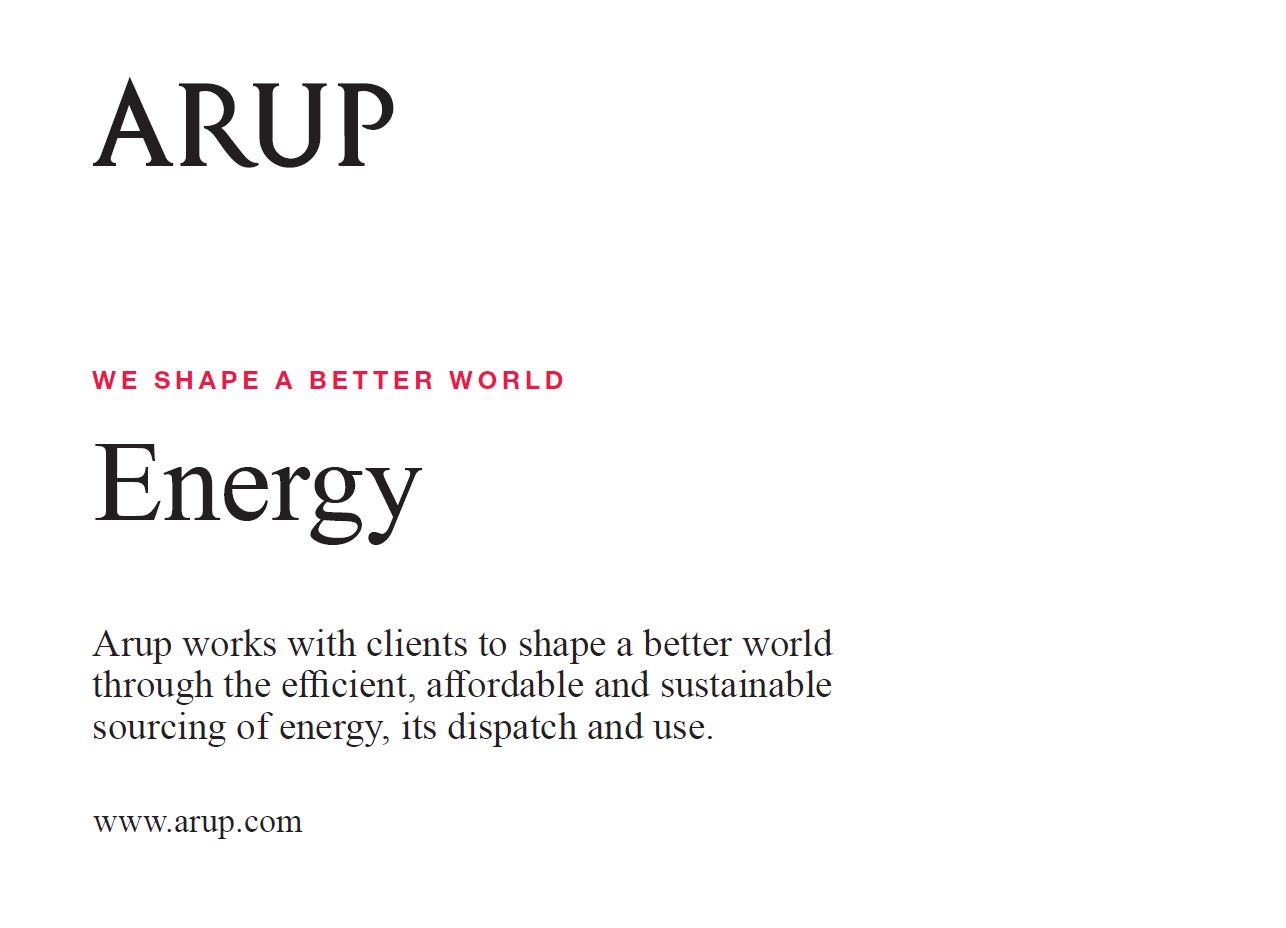 ARUP
WE SHAPE A BETTER WORLD
Energy
Arup works with clients to shape a better world
through the efficient, affordable and sustainable
sourcing of energy, its dispatch and use.
www.arup.com